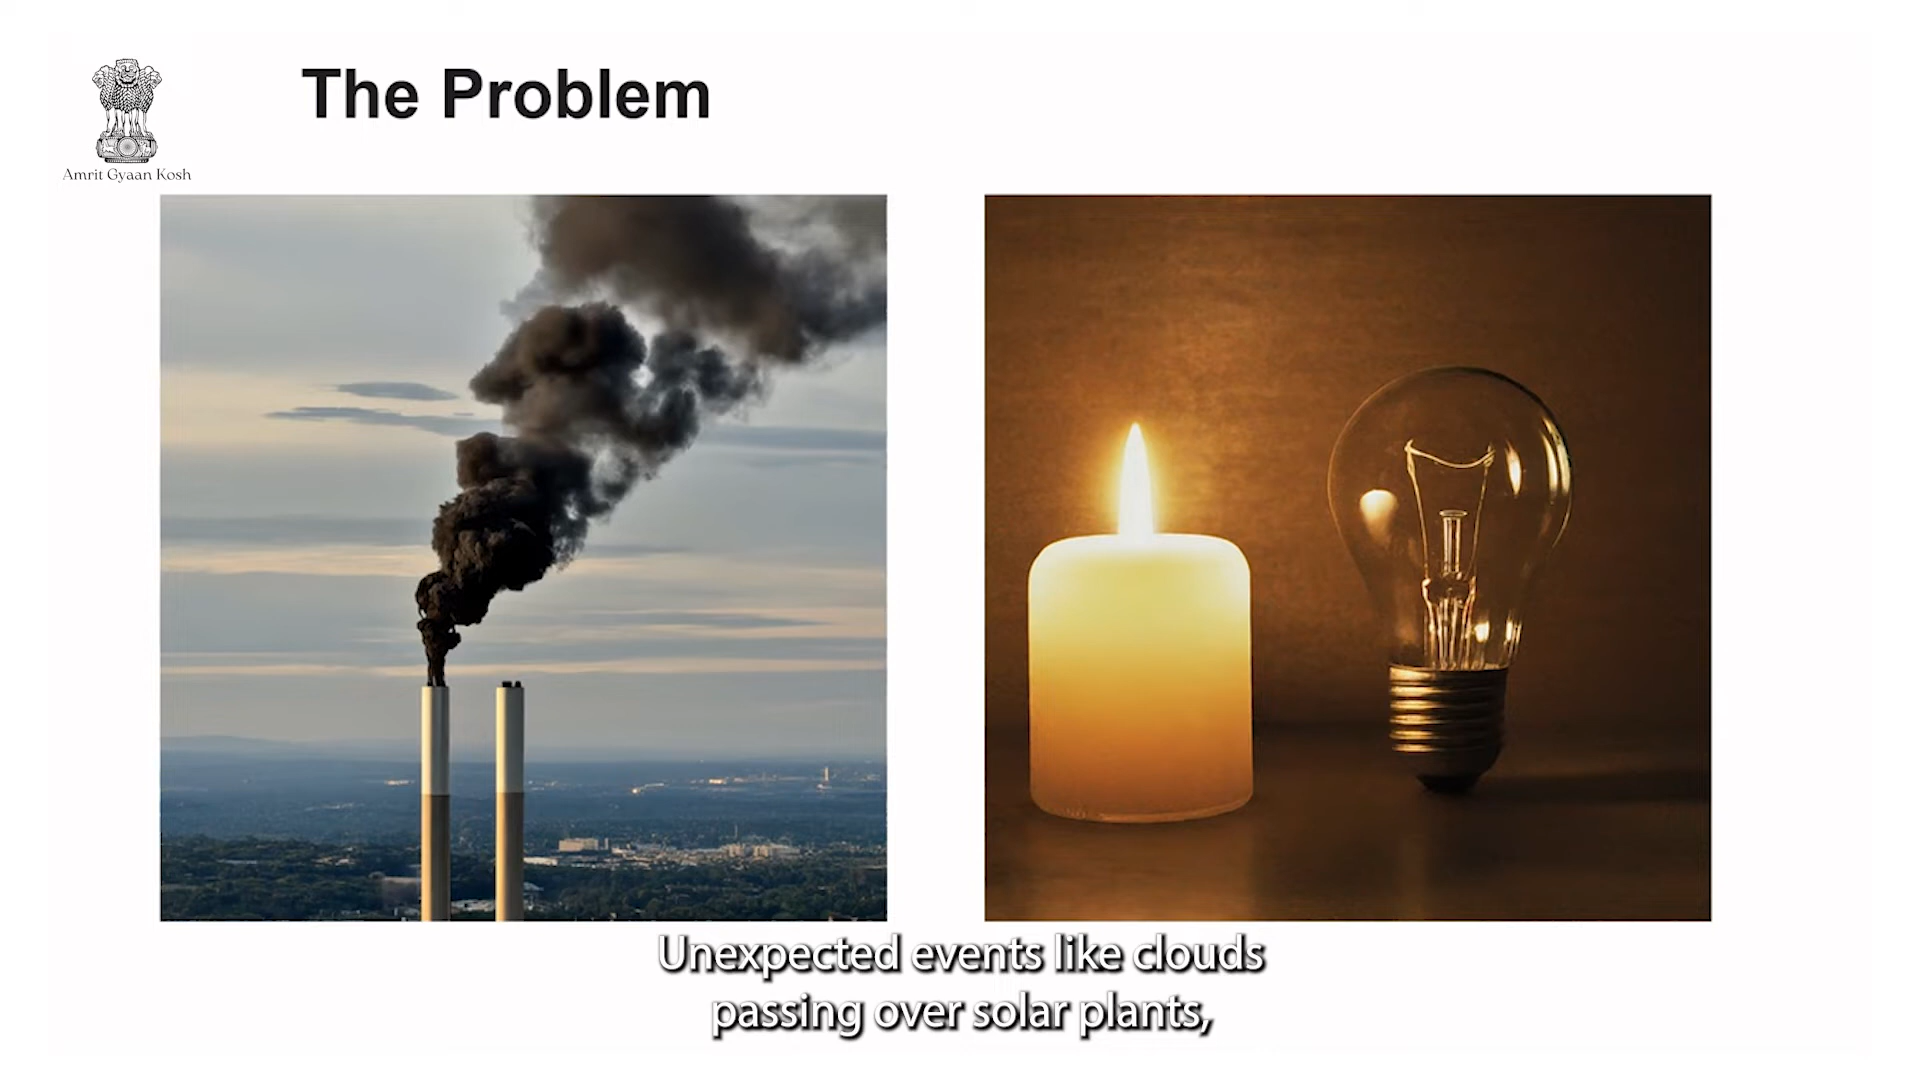 The Problem
Amrit Gyaan Kosh
Unexpected events like clouds
passing over solar plants,